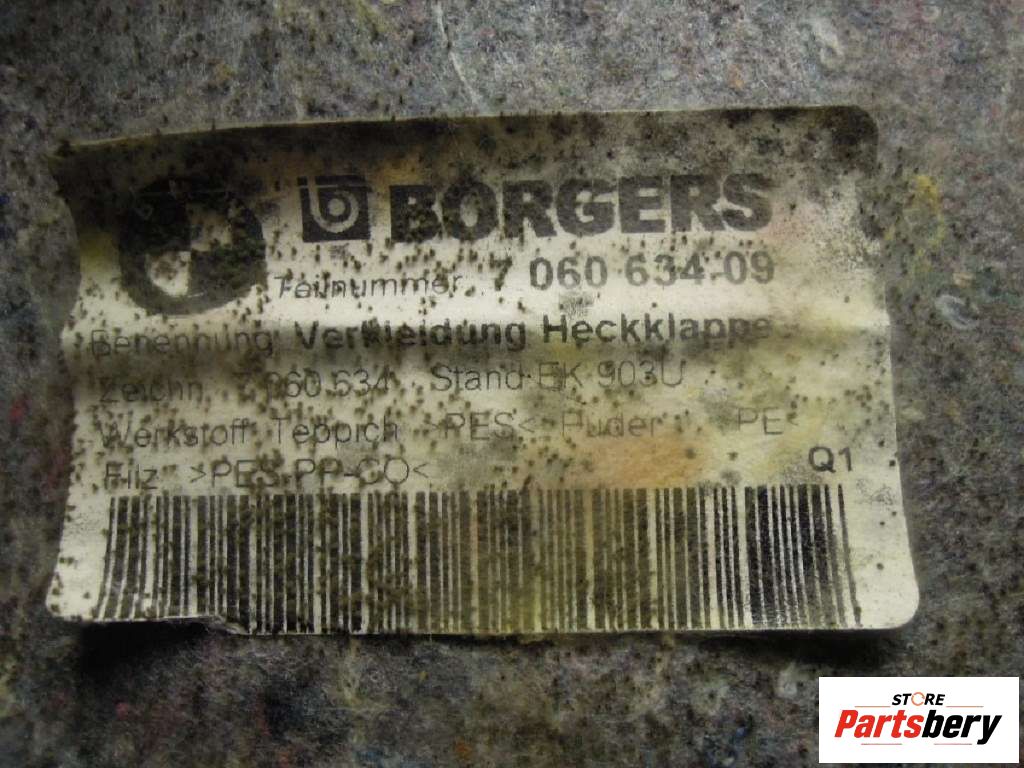 BORGERS
Teilnummer 7 060 634-09
Benennung: Verkleidung Heckklappe
Zeichn. 7 060 634 Stand EK 903U
Werkstoff Teppich >PES< Puder >PE<
Filz >PES-PP-CO< Q1
STORE
Partsbery